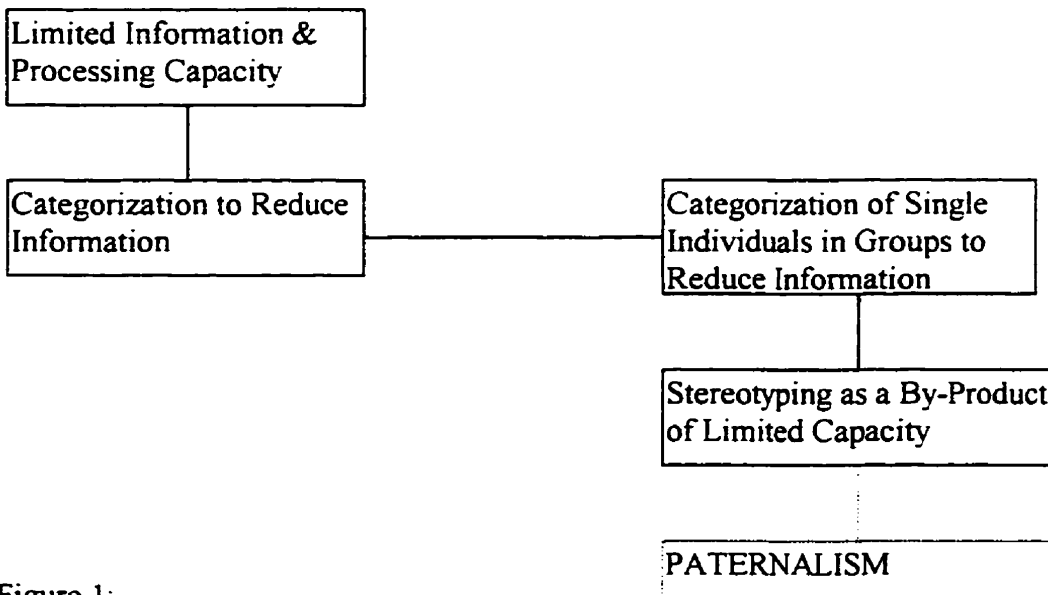 Limited Information &
Processing Capacity
Categorization to Reduce
Information
Categorization of Single
Individuals in Groups to
Reduce Information
Stereotyping as a By-Product
of Limited Capacity
PATERNALISM
Figure 1: